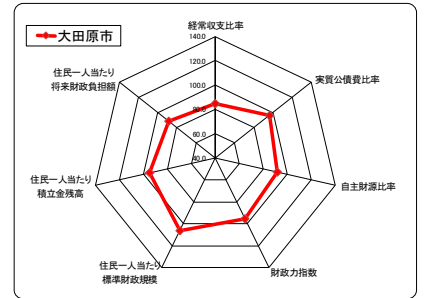 経常収支比率
140.0
大田原市
120.0
住民一人当たり
将来財政負担額
実質公債費比率
100.0
80.0
60.0
住民一人当たり
積立金残高
40.0
自主財源比率
住民一人当たり
標準財政規模
財政力指数